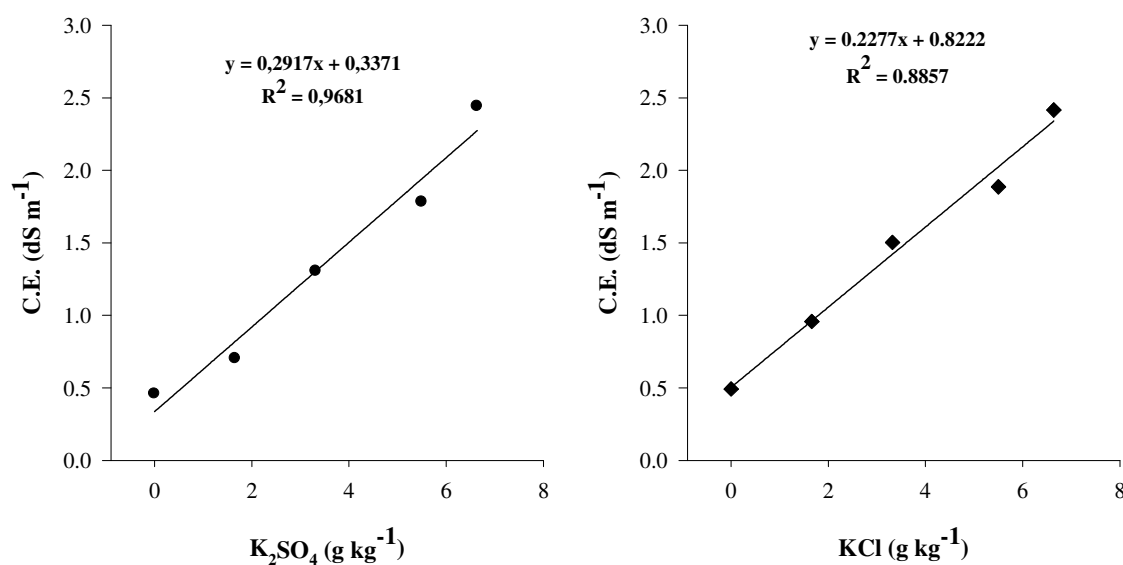 3.0
2.5
2.0
1.5
1.0
0.5
0.0
C.E. (dS m⁻¹)
y = 0,2917x + 0,3371
R² = 0,9681
0 2 4 6 8
K₂SO₄ (g kg⁻¹)
3.0
2.5
2.0
1.5
1.0
0.5
0.0
C.E. (dS m⁻¹)
y = 0.2277x + 0.8222
R² = 0.8857
0 2 4 6 8
KCl (g kg⁻¹)